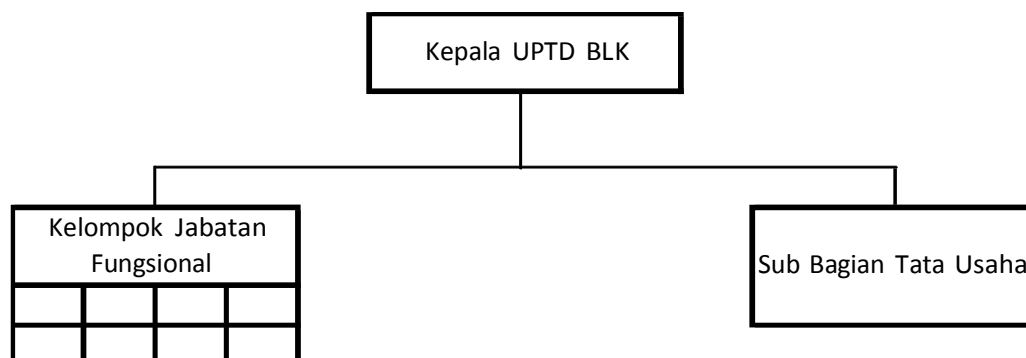 Kepala UPTD BLK
Kelompok Jabatan
Fungsional
Sub Bagian Tata Usaha